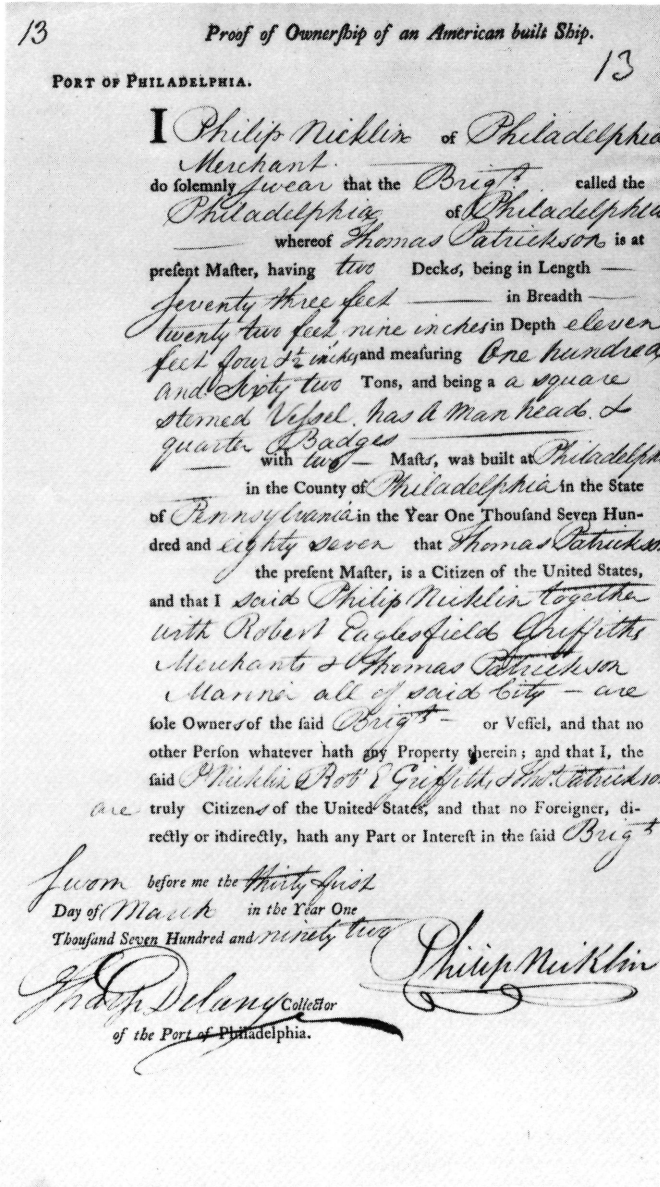 13
Proof of Ownerſhip of an American built Ship.
13
PORT OF PHILADELPHIA.
I Philip Nicklin of Philadelphia
Merchant
do ſolemnly Swear that the Brigt. called the
Philadelphia of Philadelphia
whereof Thomas Patrickson is at
preſent Maſter, having two Decks, being in Length —
Seventy three feet — in Breadth —
twenty two feet nine inches in Depth eleven
feet four & ½ inches and meaſuring One hundred
and Sixty two Tons, and being a a square
sterned Vessel has a man head &
quarter Badges —
— with two — Maſts, was built at Philadelph
in the County of Philadelphia in the State
of Pennsylvania in the Year One Thouſand Seven Hun-
dred and eighty seven that Thomas Patrickson
the preſent Maſter, is a Citizen of the United States,
and that I said Philip Nicklin together
with Robert Eaglesfield Griffiths
Merchants & Thomas Patrickson
Mariner all of said City — are
ſole Owners of the ſaid Brigt — or Veſſel, and that no
other Perſon whatever hath any Property therein; and that I, the
ſaid P Nicklin Robt E Griffiths & Thos. Patrickson
are truly Citizens of the United States, and that no Foreigner, di-
rectly or indirectly, hath any Part or Intereſt in the ſaid Brigt
Sworn before me the thirty first
Day of March in the Year One
Thouſand Seven Hundred and ninety two
Philip Nicklin
Sharp Delany Collector
of the Port of Philadelphia.